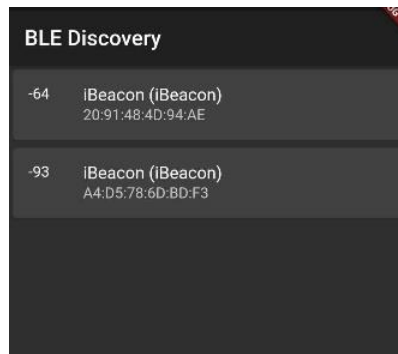 BLE Discovery
-64 iBeacon (iBeacon)
20:91:48:4D:94:AE
-93 iBeacon (iBeacon)
A4:D5:78:6D:BD:F3